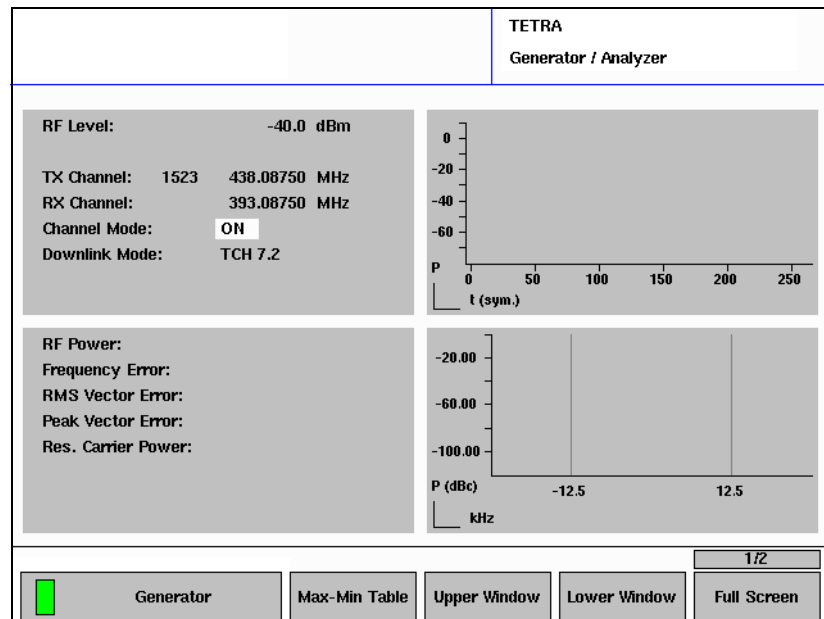 TETRA
Generator / Analyzer
RF Level: -40.0 dBm
TX Channel: 1523 438.08750 MHz
RX Channel: 393.08750 MHz
Channel Mode: ON
Downlink Mode: TCH 7.2
0
-20
-40
-60
P
0 50 100 150 200 250
t (sym.)
RF Power:
Frequency Error:
RMS Vector Error:
Peak Vector Error:
Res. Carrier Power:
-20.00
-60.00
-100.00
P (dBc)
-12.5 12.5
kHz
1/2
Generator
Max-Min Table
Upper Window
Lower Window
Full Screen